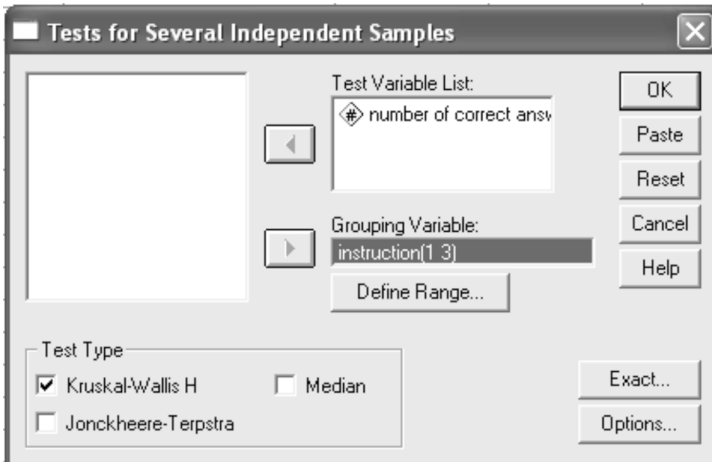 Tests for Several Independent Samples
Test Variable List:
# number of correct answ
Grouping Variable:
instruction(1 3)
Define Range...
OK
Paste
Reset
Cancel
Help
Test Type
Kruskal-Wallis H
Median
Jonckheere-Terpstra
Exact...
Options...